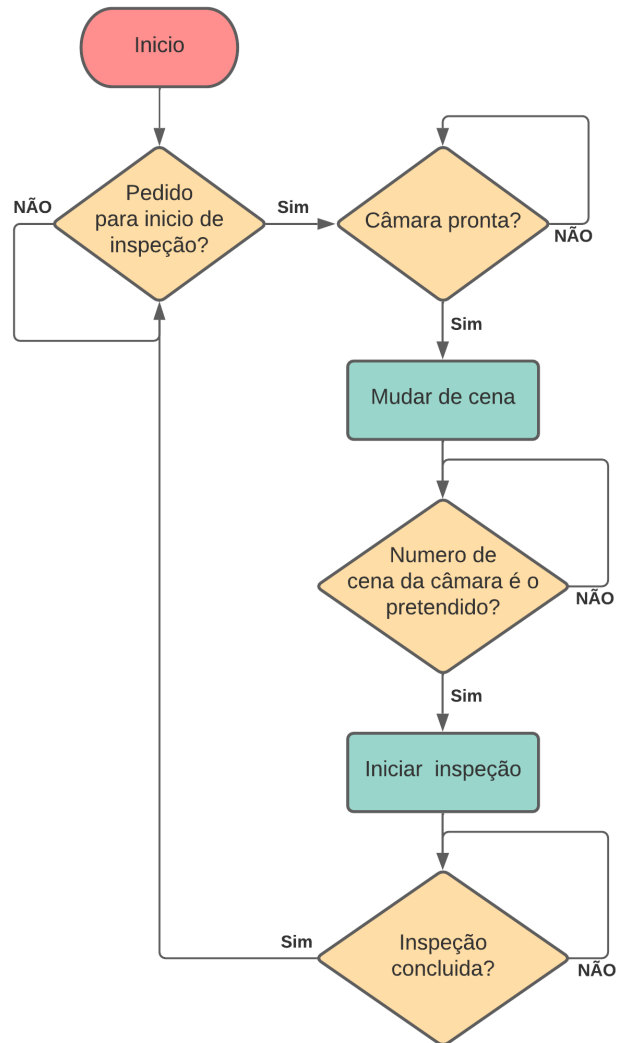 Inicio
Pedido
para inicio de
inspeção?
NÃO
Sim
Câmara pronta?
NÃO
Sim
Mudar de cena
Numero de
cena da câmara é o
pretendido?
NÃO
Sim
Iniciar inspeção
Inspeção
concluida?
Sim
NÃO